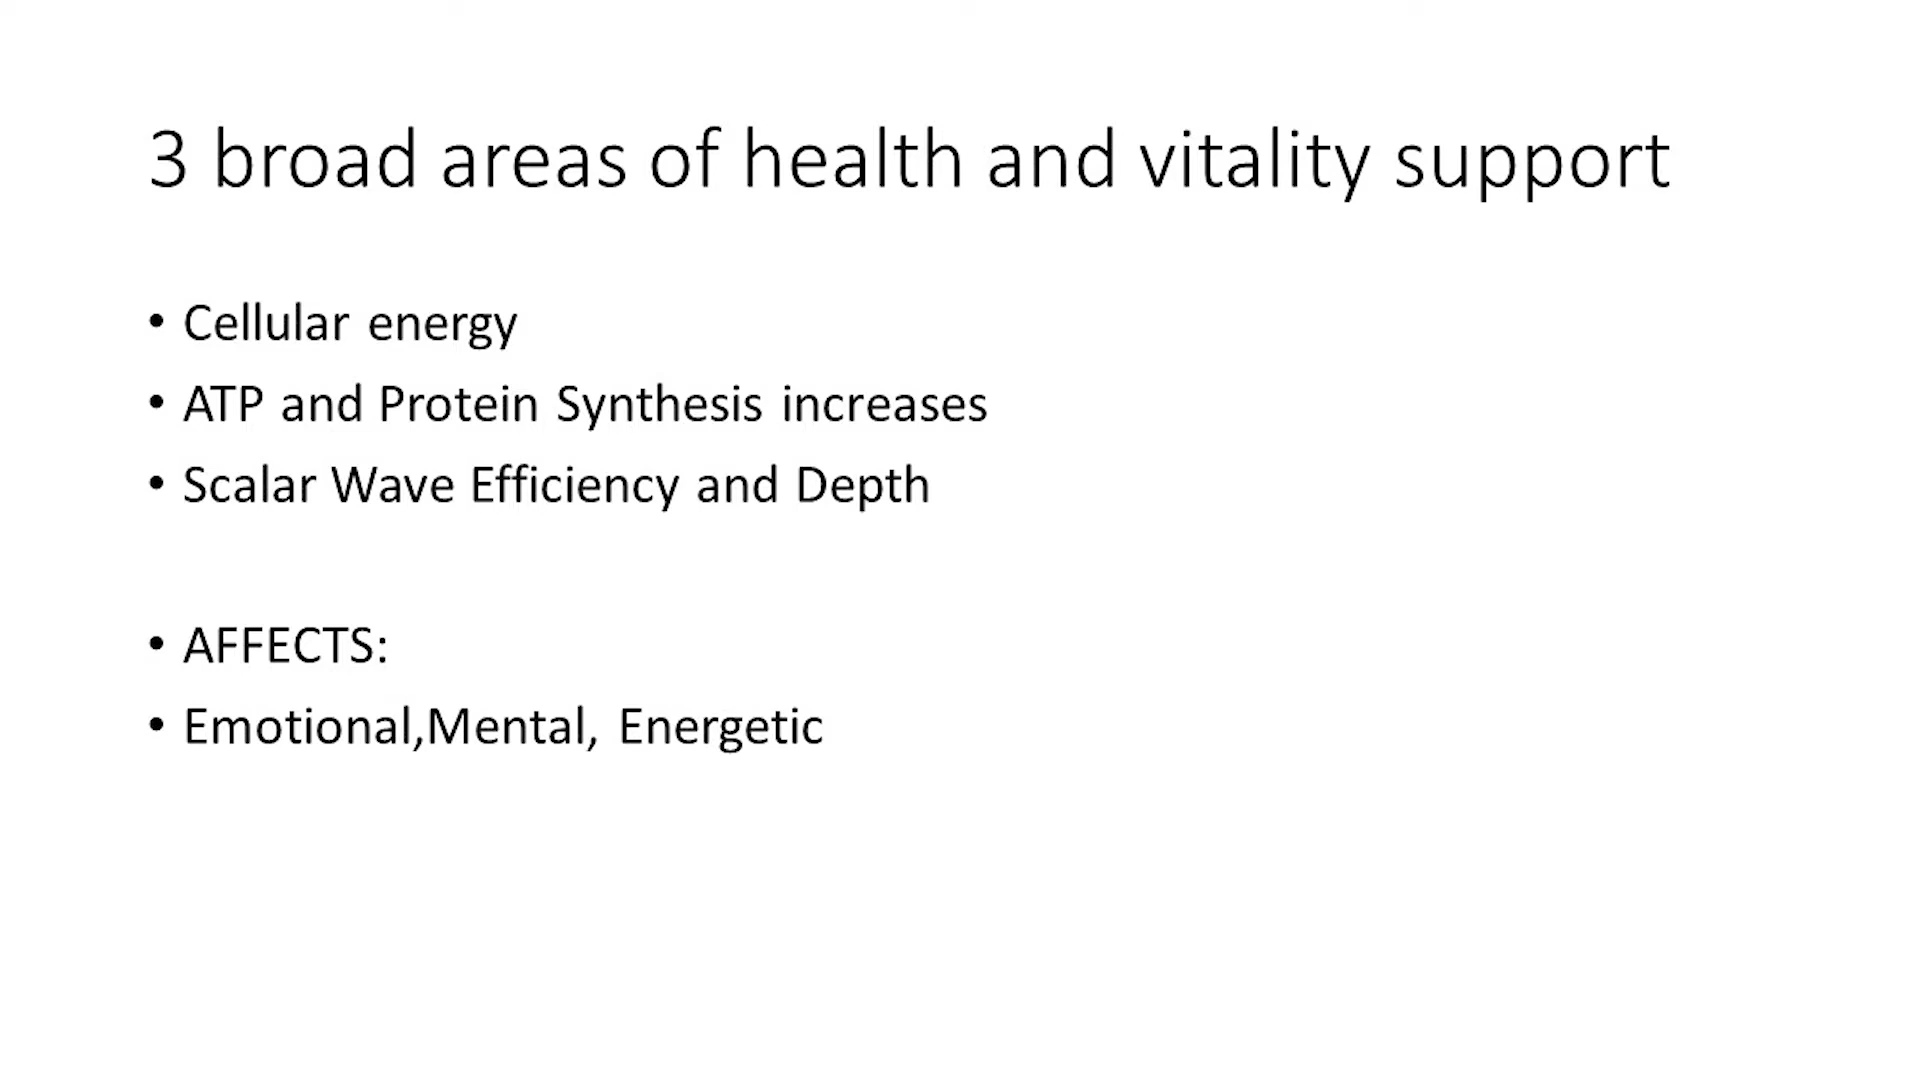 3 broad areas of health and vitality support
• Cellular energy
• ATP and Protein Synthesis increases
• Scalar Wave Efficiency and Depth
• AFFECTS:
• Emotional,Mental, Energetic